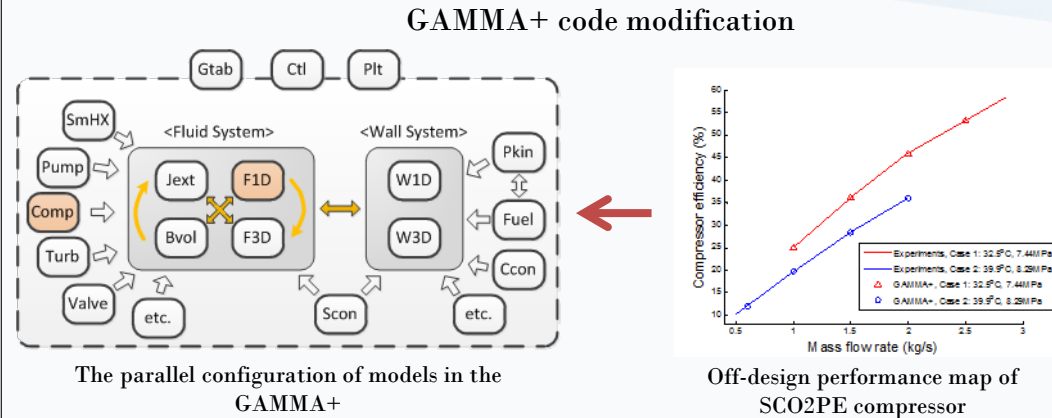 GAMMA+ code modification
Gtab
Ctl
Plt
SmHX
Pump
Comp
Turb
Valve
etc.
<Fluid System>
Jext
F1D
Bvol
F3D
<Wall System>
W1D
W3D
Pkin
Fuel
Ccon
Scon
etc.
The parallel configuration of models in the
GAMMA+
Compressor efficiency (%)
60
55
50
45
40
35
30
25
20
15
10
0.5
1
1.5
2
2.5
3
Mass flow rate (kg/s)
Experiments, Case 1: 32.5⁰C, 7.44MPa
Experiments, Case 2: 39.9⁰C, 8.29MPa
GAMMA+, Case 1: 32.5⁰C, 7.44MPa
GAMMA+, Case 2: 39.9⁰C, 8.29MPa
Off-design performance map of
SCO2PE compressor